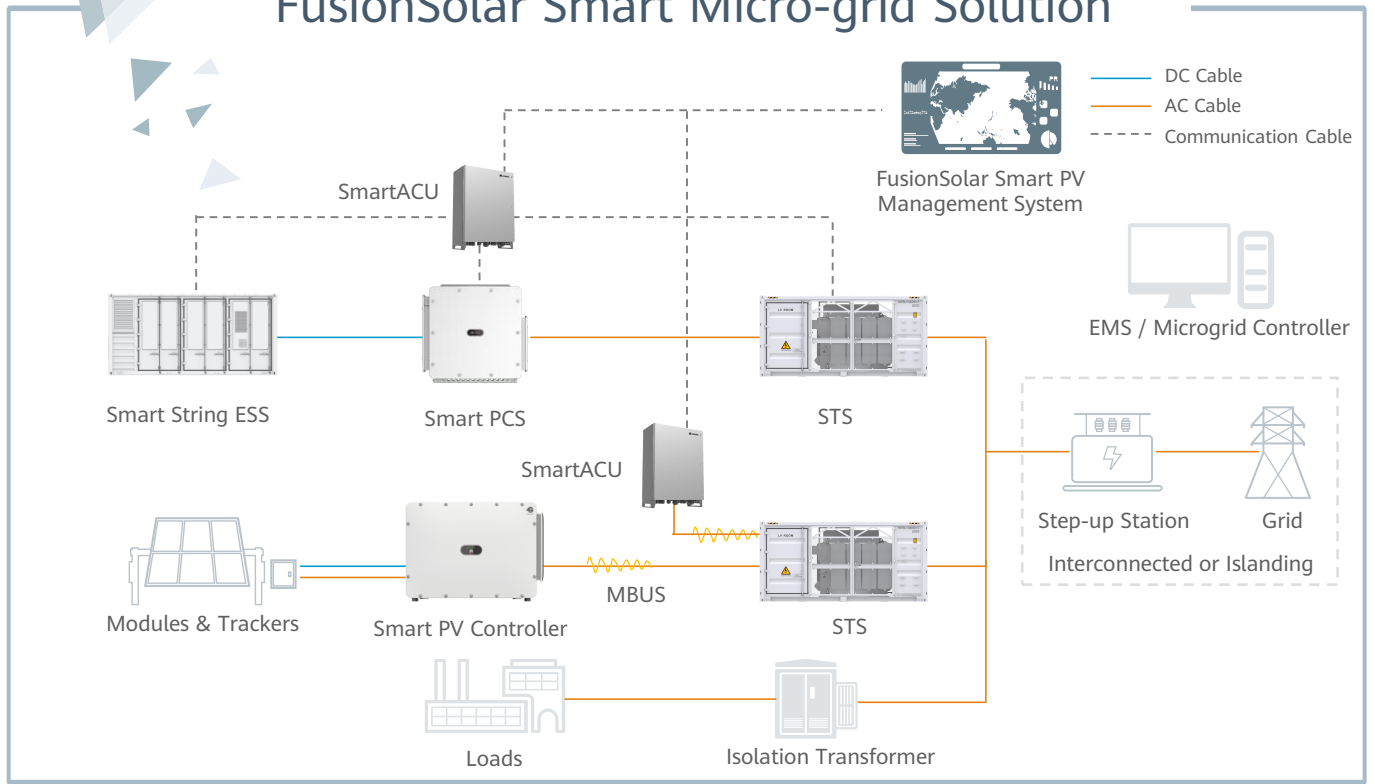 FusionSolar Smart Micro-grid Solution
DC Cable
AC Cable
Communication Cable
FusionSolar Smart PV
Management System
SmartACU
EMS / Microgrid Controller
Smart String ESS
Smart PCS
STS
SmartACU
Step-up Station
Grid
Interconnected or Islanding
MBUS
Modules & Trackers
Smart PV Controller
STS
Loads
Isolation Transformer